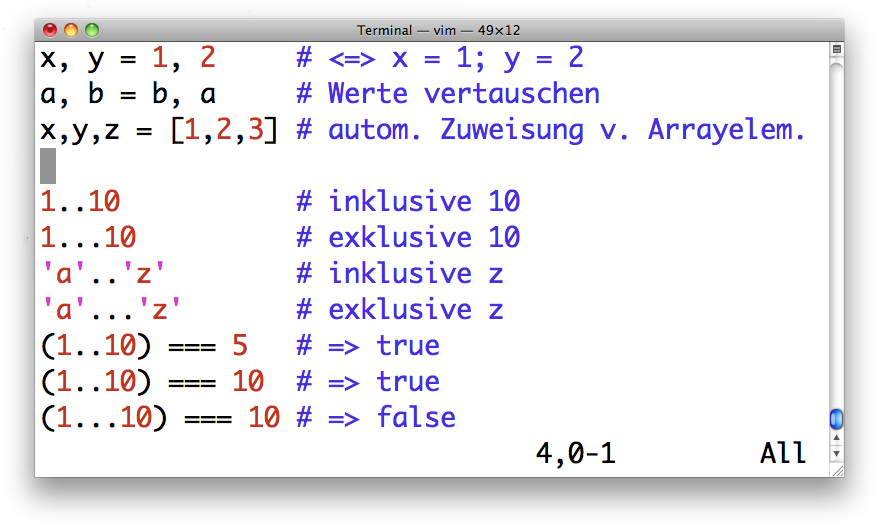 Terminal — vim — 49×12
x, y = 1, 2     # <=> x = 1; y = 2
a, b = b, a     # Werte vertauschen
x,y,z = [1,2,3] # autom. Zuweisung v. Arrayelem.
1..10           # inklusive 10
1...10          # exklusive 10
'a'..'z'        # inklusive z
'a'...'z'       # exklusive z
(1..10) === 5   # => true
(1..10) === 10  # => true
(1...10) === 10 # => false
4,0-1         All